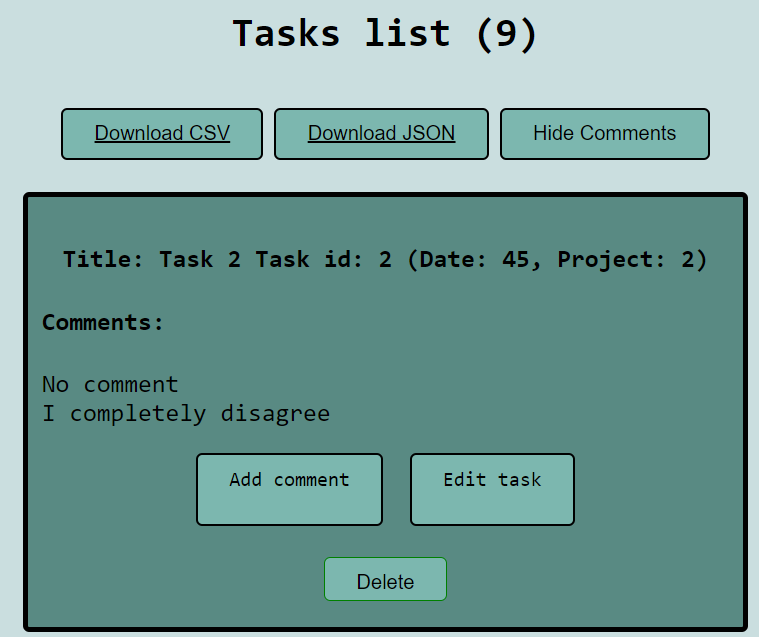 Tasks list (9)
Download CSV Download JSON Hide Comments
Title: Task 2 Task id: 2 (Date: 45, Project: 2)
Comments:
No comment
I completely disagree
Add comment Edit task
Delete